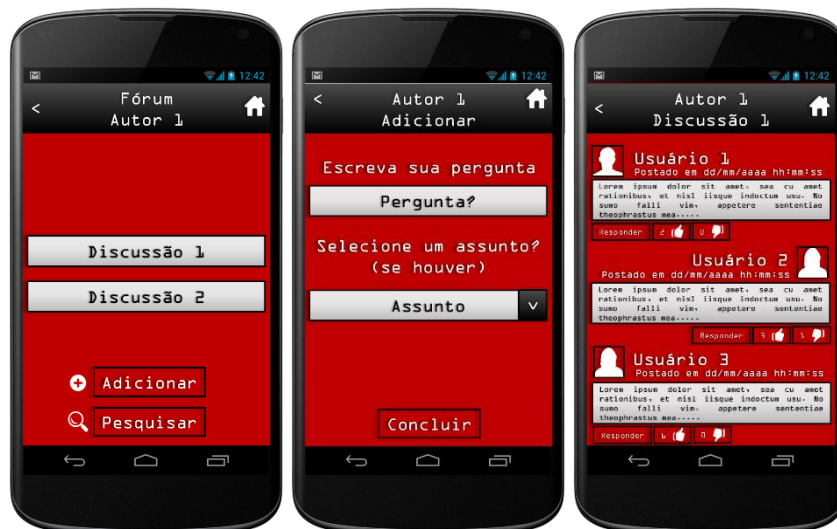 12:42
<
Fórum
Autor 1
Discussão 1
Discussão 2
Adicionar
Pesquisar
12:42
<
Autor 1
Adicionar
Escreva sua pergunta
Pergunta?
Selecione um assunto?
(se houver)
Assunto
v
Concluir
12:42
<
Autor 1
Discussão 1
Usuário 1
Postado em dd/mm/aaaa hh:mm:ss
Lorem ipsum dolor sit amet, sea cu amet
rationibus, et nisl iisque indoctum usu. No
sumo falli vim, appetere sententiae
theophrastus mea.....
Responder 2 0
Usuário 2
Postado em dd/mm/aaaa hh:mm:ss
Lorem ipsum dolor sit amet, sea cu amet
rationibus, et nisl iisque indoctum usu. No
sumo falli vim, appetere sententiae
theophrastus mea.....
Responder 3 1
Usuário 3
Postado em dd/mm/aaaa hh:mm:ss
Lorem ipsum dolor sit amet, sea cu amet
rationibus, et nisl iisque indoctum usu. No
sumo falli vim, appetere sententiae
theophrastus mea.....
Responder 6 0